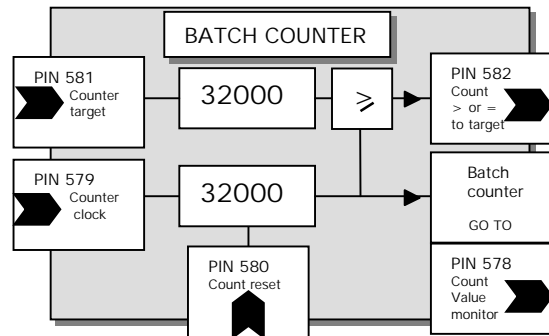 BATCH COUNTER
PIN 581
Counter
target
32000
≥
PIN 582
Count
> or =
to target
PIN 579
Counter
clock
32000
Batch
counter
GO TO
PIN 580
Count reset
PIN 578
Count
Value
monitor